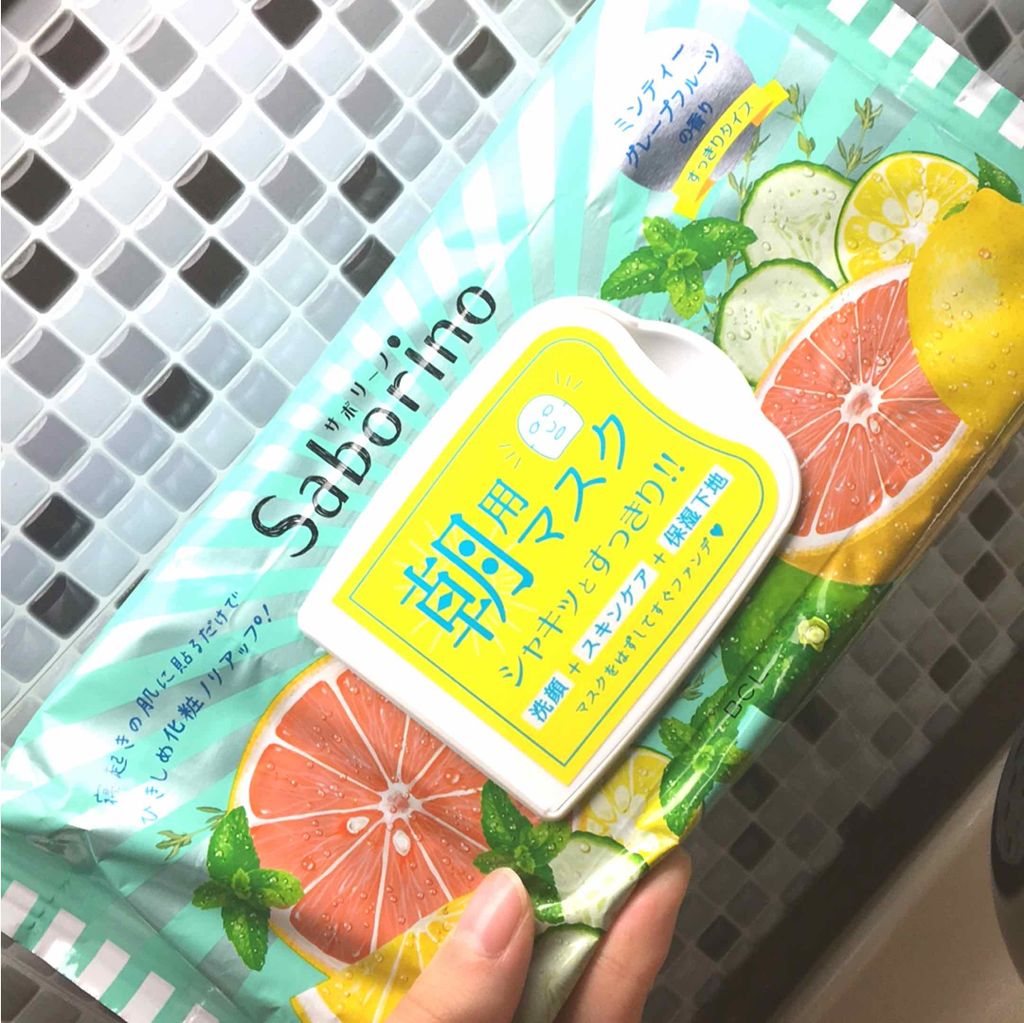 ミンティー
グレープフルーツ
の香り
すっきりタイプ
サボリーノ
Saborino
朝用
マスク
シャキッとすっきり!!
洗顔+スキンケア+保湿下地
マスクをはずしてすぐファンデ♥
寝起きの肌に貼るだけで
ひきしめ化粧ノリアップ!
BCL